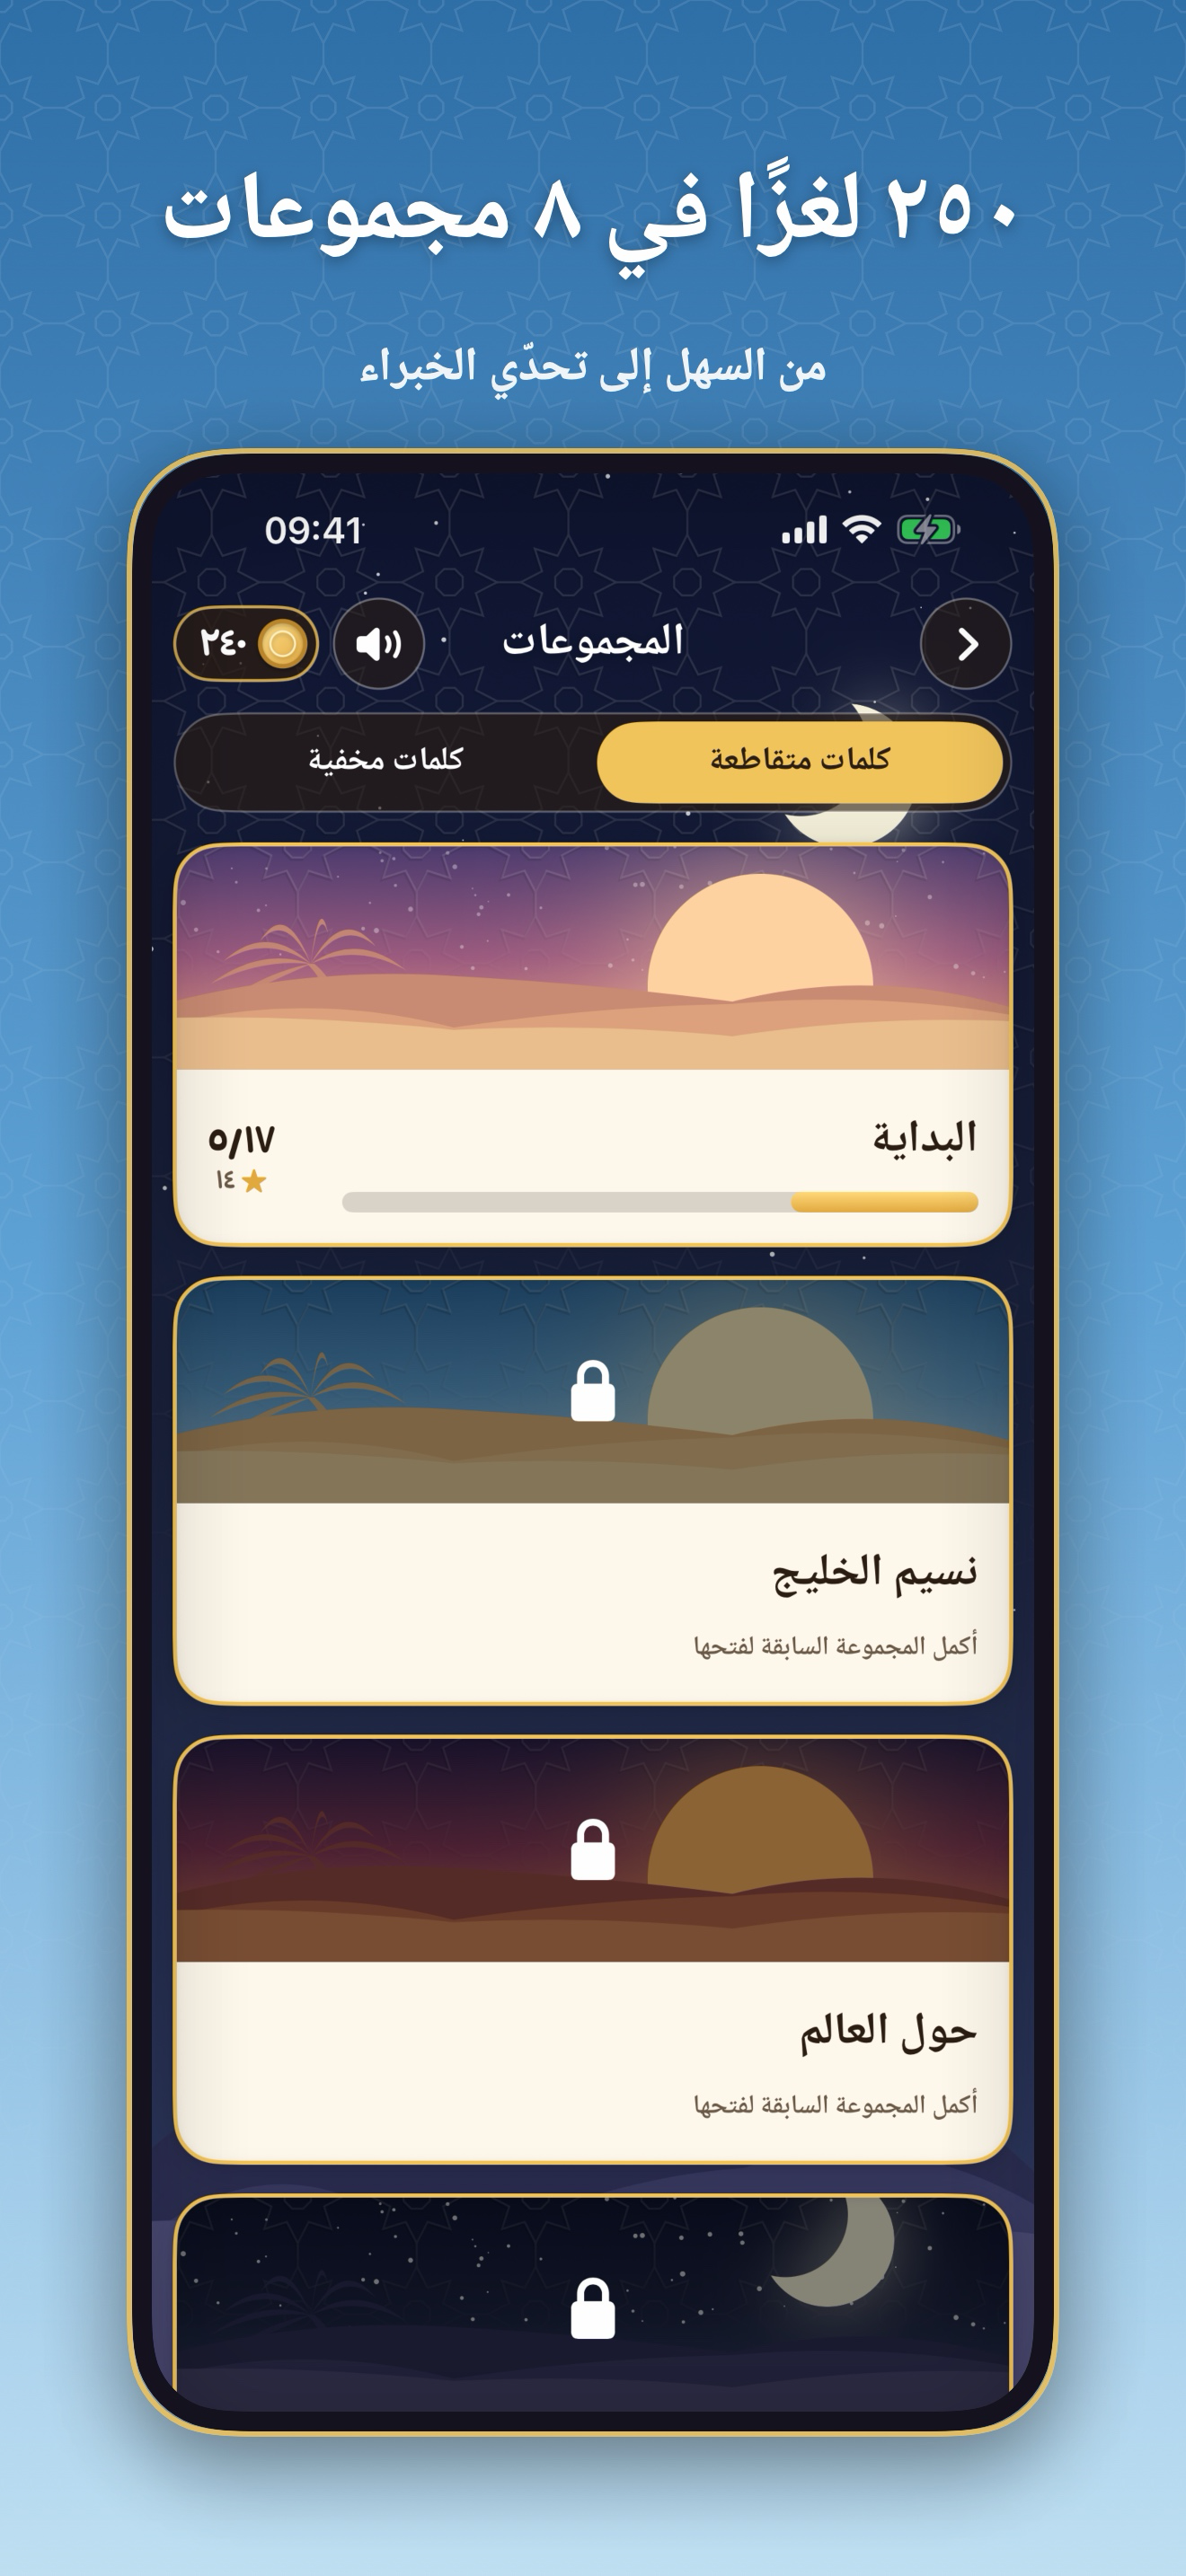 ٢٥٠ لغزًا في ٨ مجموعات
من السهل إلى تحدّي الخبراء
09:41
المجموعات
٢٤٠
كلمات متقاطعة
كلمات مخفية
البداية
٥/١٧
١٤
نسيم الخليج
أكمل المجموعة السابقة لفتحها
حول العالم
أكمل المجموعة السابقة لفتحها